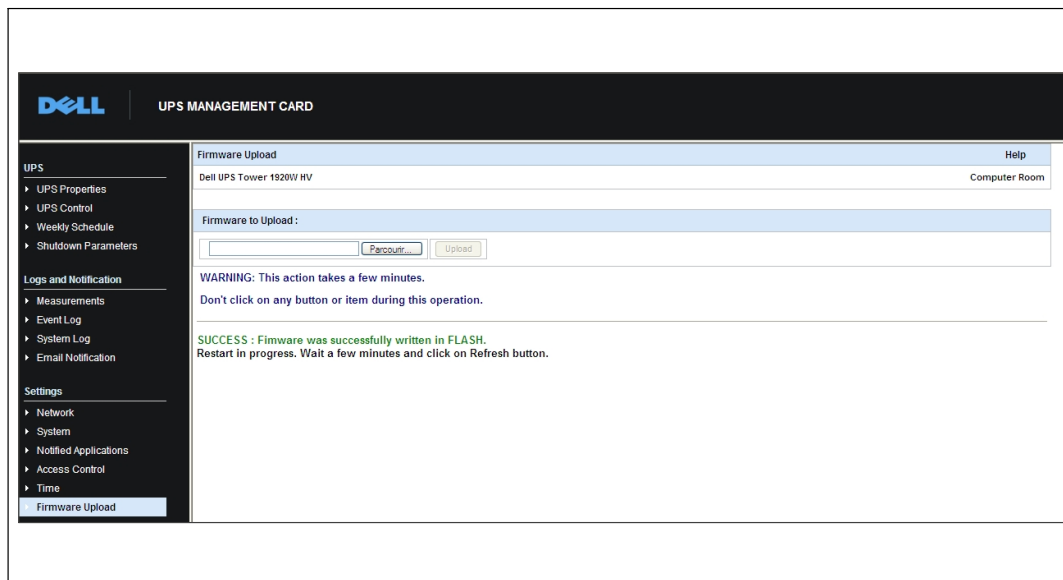 DELL
UPS MANAGEMENT CARD
UPS
UPS Properties
UPS Control
Weekly Schedule
Shutdown Parameters
Logs and Notification
Measurements
Event Log
System Log
Email Notification
Settings
Network
System
Notified Applications
Access Control
Time
Firmware Upload
Firmware Upload Help
Dell UPS Tower 1920W HV Computer Room
Firmware to Upload :
Parcourir... Upload
WARNING: This action takes a few minutes.
Don't click on any button or item during this operation.
SUCCESS : Fimware was successfully written in FLASH.
Restart in progress. Wait a few minutes and click on Refresh button.